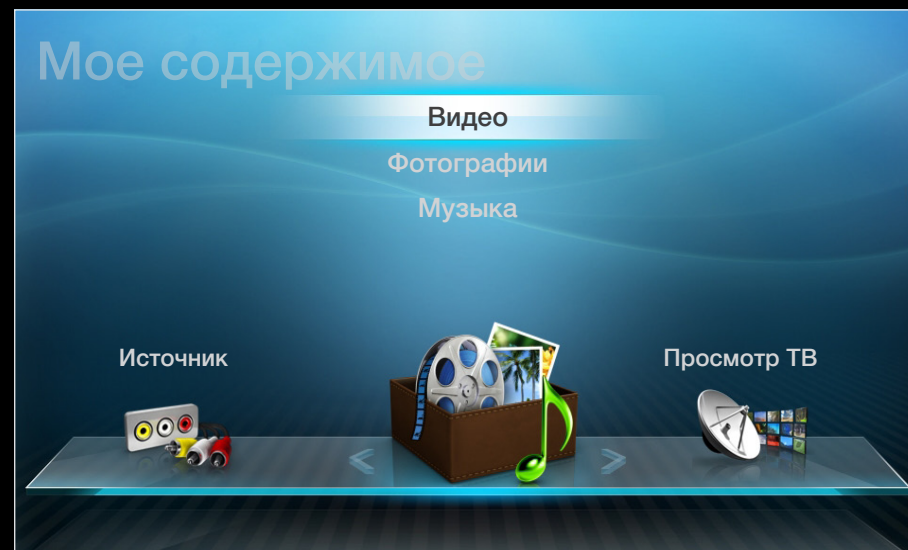 Мое содержимое
Видео
Фотографии
Музыка
Источник
Просмотр ТВ